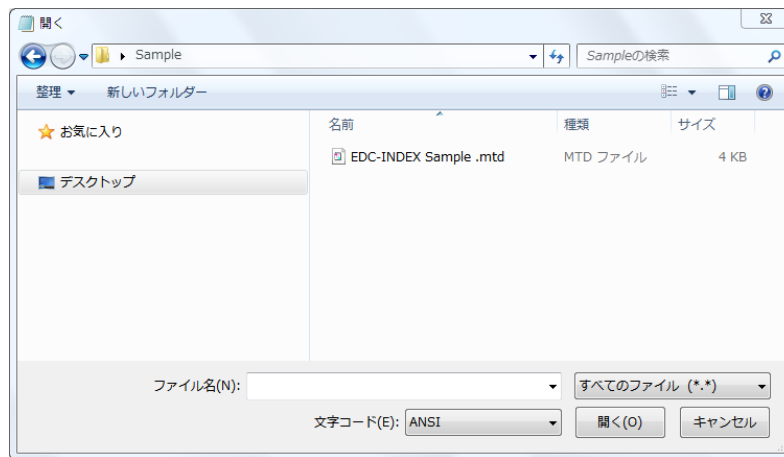 開く
Sample
Sampleの検索
整理 新しいフォルダー
お気に入り
デスクトップ
名前 種類 サイズ
EDC-INDEX Sample .mtd MTD ファイル 4 KB
ファイル名(N): すべてのファイル (*.*)
文字コード(E): ANSI 開く(O) キャンセル